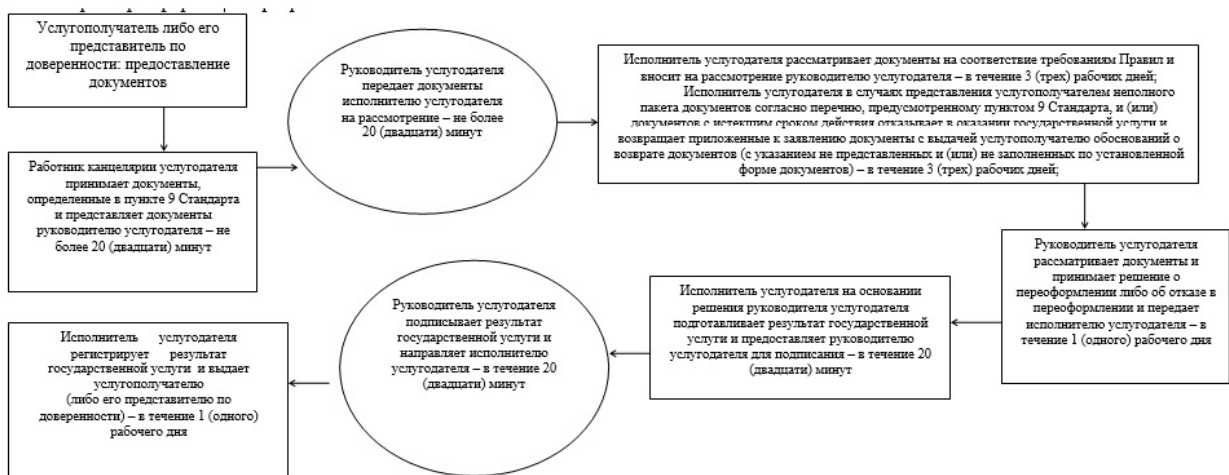 Услугополучатель либо его
представитель по
доверенности: предоставление
документов
Работник канцелярии услугодателя
принимает документы,
определенные в пункте 9 Стандарта
и представляет документы
руководителю услугодателя – не
более 20 (двадцати) минут
Руководитель услугодателя
передает документы
исполнителю услугодателя
на рассмотрение – не более
20 (двадцати) минут
Исполнитель услугодателя рассматривает документы на соответствие требованиям Правил и
вносит на рассмотрение руководителю услугодателя – в течение 3 (трех) рабочих дней;
Исполнитель услугодателя в случаях представления услугополучателем неполного
пакета документов согласно перечню, предусмотренному пунктом 9 Стандарта, и (или)
документов с истекшим сроком действия отказывает в оказании государственной услуги и
возвращает приложенные к заявлению документы с выдачей услугополучателю обоснований о
возврате документов (с указанием не представленных и (или) не заполненных по установленной
форме документов) – в течение 3 (трех) рабочих дней;
Руководитель услугодателя
рассматривает документы и
принимает решение о
переоформлении либо об отказе в
переоформлении и передает
исполнителю услугодателя – в
течение 1 (одного) рабочего дня
Исполнитель услугодателя на основании
решения руководителя услугодателя
подготавливает результат государственной
услуги и предоставляет руководителю
услугодателя для подписания – в течение 20
(двадцати) минут
Руководитель услугодателя
подписывает результат
государственной услуги и
направляет исполнителю
услугодателя – в течение 20
(двадцати) минут
Исполнитель услугодателя
регистрирует результат
государственной услуги и выдает
услугополучателю
(либо его представителю по
доверенности) – в течение 1 (одного)
рабочего дня